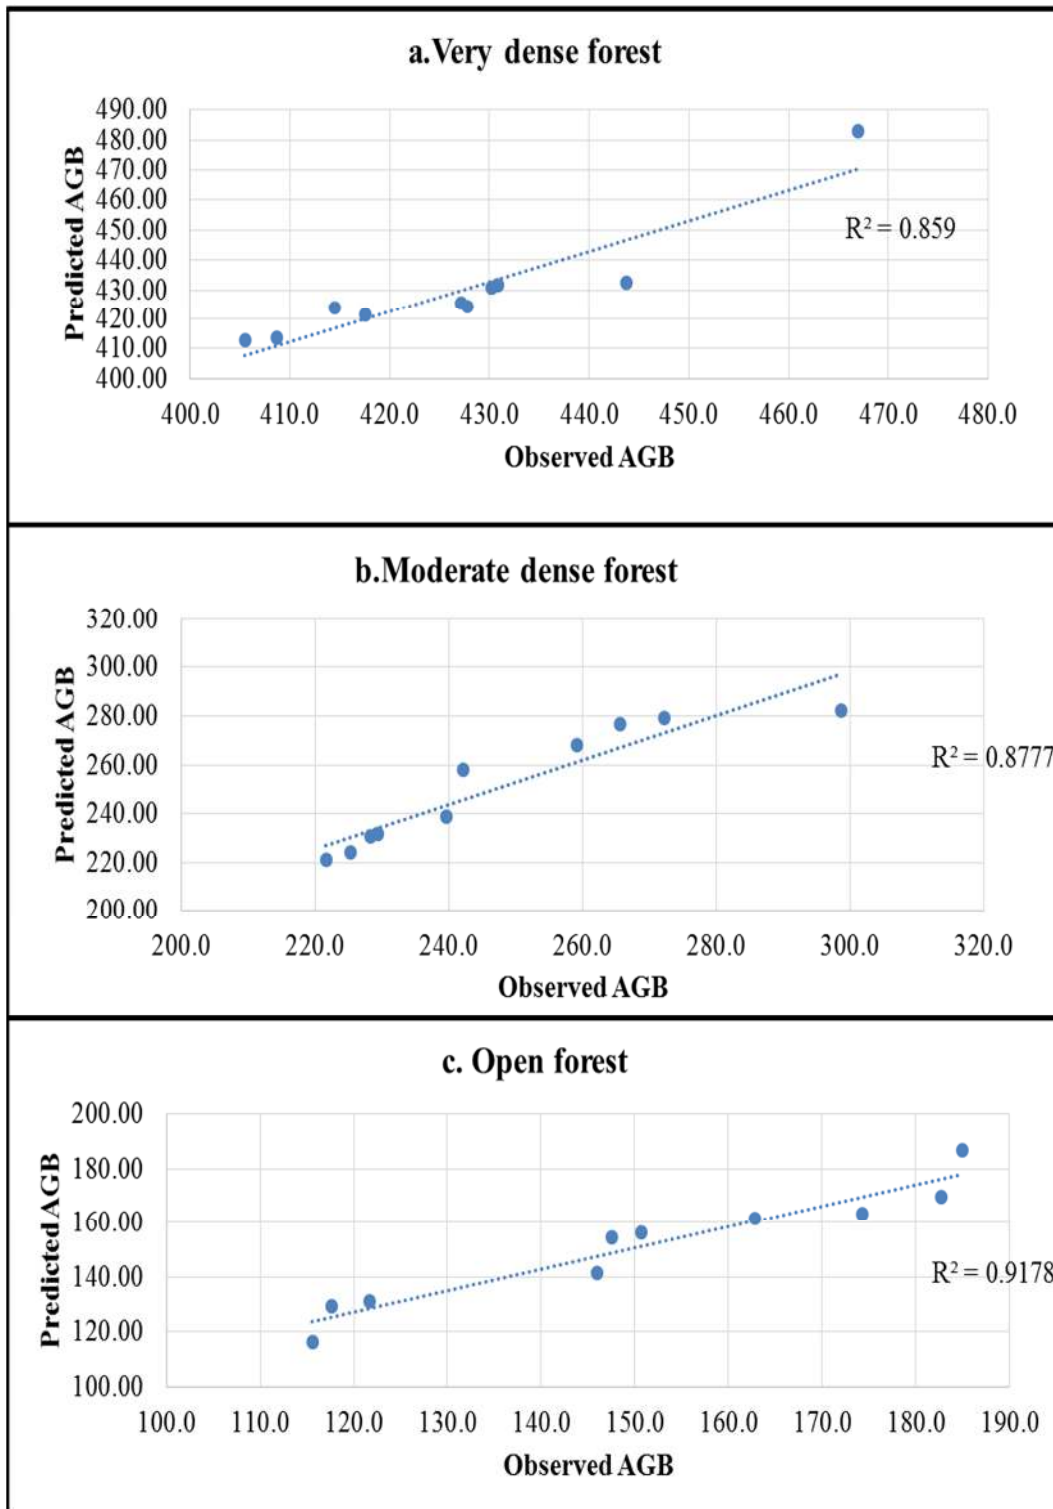 a.Very dense forest
490.00
480.00
470.00
460.00
450.00
440.00
430.00
420.00
410.00
400.00
Predicted AGB
R² = 0.859
400.0 410.0 420.0 430.0 440.0 450.0 460.0 470.0 480.0
Observed AGB
b.Moderate dense forest
320.00
300.00
280.00
260.00
240.00
220.00
200.00
Predicted AGB
R² = 0.8777
200.0 220.0 240.0 260.0 280.0 300.0 320.0
Observed AGB
c. Open forest
200.00
180.00
160.00
140.00
120.00
100.00
Predicted AGB
R² = 0.9178
100.0 110.0 120.0 130.0 140.0 150.0 160.0 170.0 180.0 190.0
Observed AGB